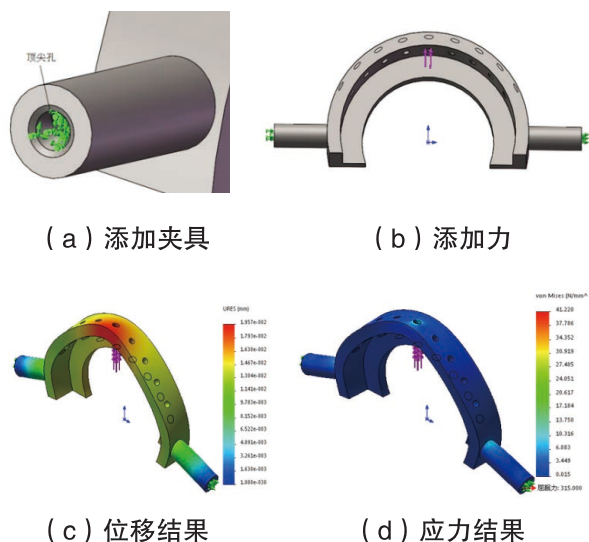 顶尖孔
（a）添加夹具
（b）添加力
URES (mm)
1.957e-002
1.793e-002
1.630e-002
1.467e-002
1.304e-002
1.141e-002
9.783e-003
8.152e-003
6.522e-003
4.891e-003
3.261e-003
1.630e-003
1.000e-030
von Mises (N/mm^
41.220
37.786
34.352
30.919
27.485
24.051
20.617
17.184
13.750
10.316
6.883
3.449
0.015
屈服力: 315.000
（c）位移结果
（d）应力结果